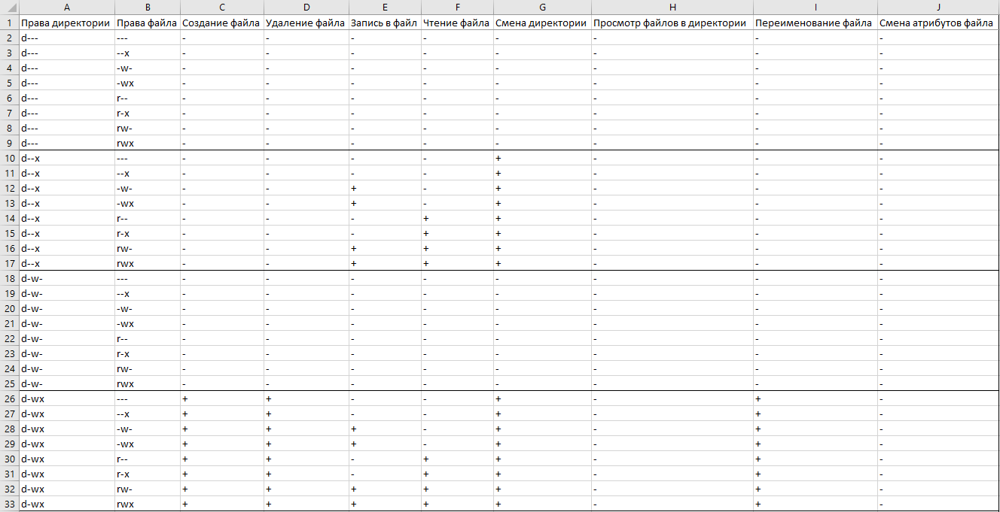 A B C D E F G H I J
1 Права директории Права файла Создание файла Удаление файла Запись в файл Чтение файла Смена директории Просмотр файлов в директории Переименование файла Смена атрибутов файла
2 d--- --- - - - - - - - -
3 d--- --x - - - - - - - -
4 d--- -w- - - - - - - - -
5 d--- -wx - - - - - - - -
6 d--- r-- - - - - - - - -
7 d--- r-x - - - - - - - -
8 d--- rw- - - - - - - - -
9 d--- rwx - - - - - - - -
10 d--x --- - - - - + - - -
11 d--x --x - - - - + - - -
12 d--x -w- - - + - + - - -
13 d--x -wx - - + - + - - -
14 d--x r-- - - - + + - - -
15 d--x r-x - - - + + - - -
16 d--x rw- - - + + + - - -
17 d--x rwx - - + + + - - -
18 d-w- --- - - - - - - - -
19 d-w- --x - - - - - - - -
20 d-w- -w- - - - - - - - -
21 d-w- -wx - - - - - - - -
22 d-w- r-- - - - - - - - -
23 d-w- r-x - - - - - - - -
24 d-w- rw- - - - - - - - -
25 d-w- rwx - - - - - - - -
26 d-wx --- + + - - + - + -
27 d-wx --x + + - - + - + -
28 d-wx -w- + + + - + - + -
29 d-wx -wx + + + - + - + -
30 d-wx r-- + + - + + - + -
31 d-wx r-x + + - + + - + -
32 d-wx rw- + + + + + - + -
33 d-wx rwx + + + + + - + -